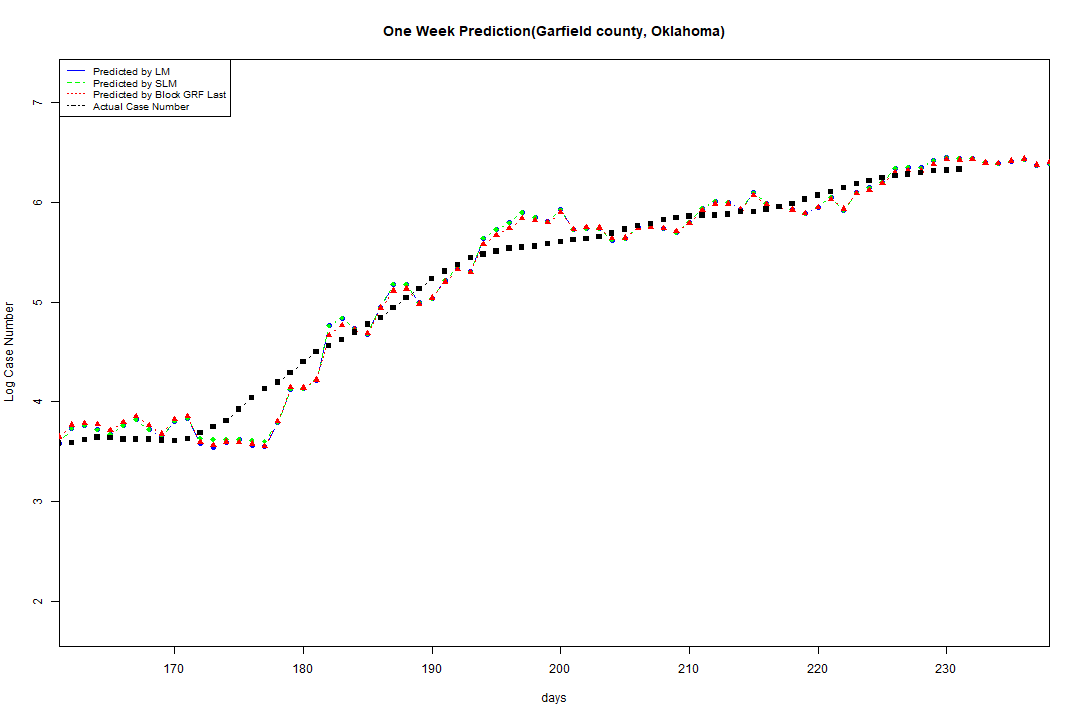 One Week Prediction(Garfield county, Oklahoma)
Predicted by LM
Predicted by SLM
Predicted by Block GRF Last
Actual Case Number
7
6
5
4
3
2
Log Case Number
170 180 190 200 210 220 230
days